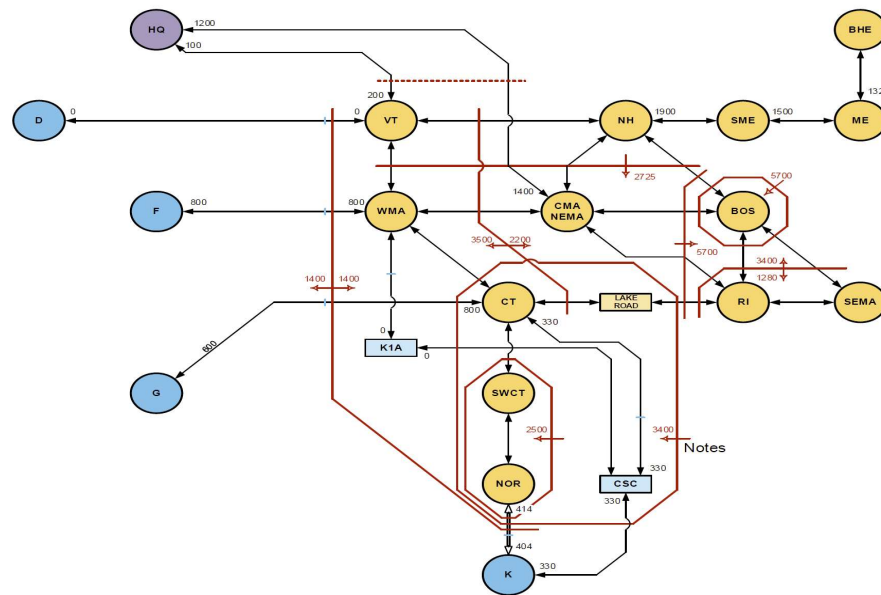 HQ
1200
BHE
100
200
132
D
0
0
VT
NH
1900
SME
1500
ME
2725
5700
F
800
800
WMA
1400
CMA
NEMA
BOS
3500
2200
5700
3400
1280
1400
1400
CT
800
330
LAKE
ROAD
RI
SEMA
0
K1A
0
600
G
SWCT
2500
3400
Notes
NOR
CSC
330
330
414
404
K
330